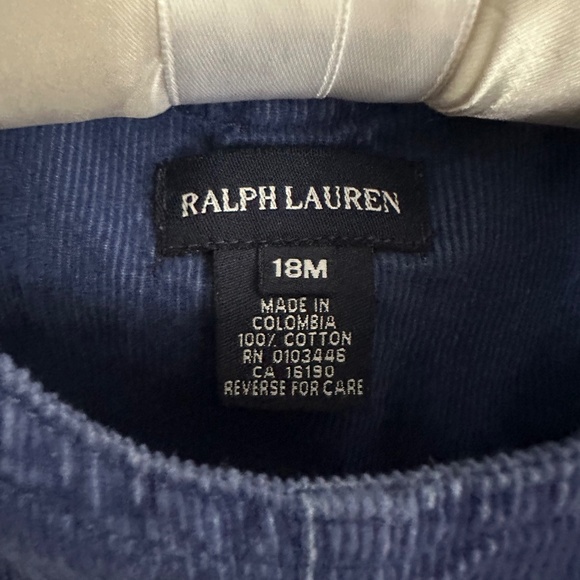 RALPH LAUREN
18M
MADE IN
COLOMBIA
100% COTTON
RN 0103446
CA 16190
REVERSE FOR CARE